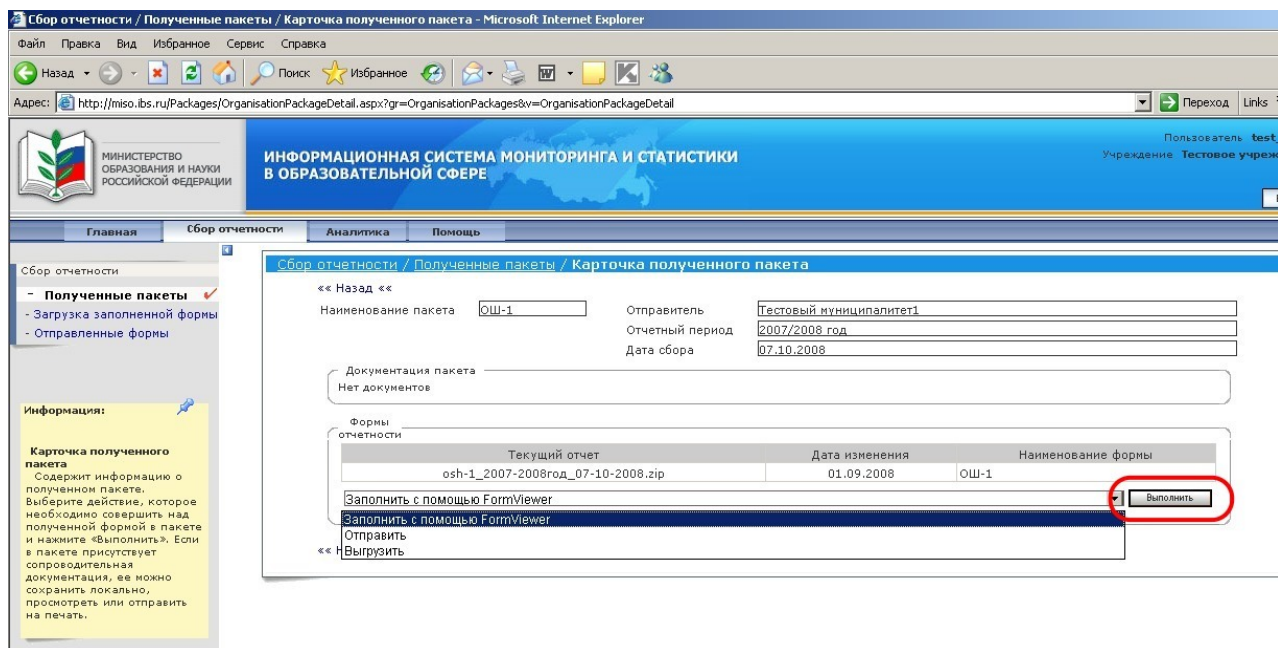 Сбор отчетности / Полученные пакеты / Карточка полученного пакета - Microsoft Internet Explorer
Файл Правка Вид Избранное Сервис Справка
Назад Поиск Избранное
Адрес: http://miso.ibs.ru/Packages/OrganisationPackageDetail.aspx?gr=OrganisationPackages&v=OrganisationPackageDetail Переход Links
МИНИСТЕРСТВО
ОБРАЗОВАНИЯ И НАУКИ
РОССИЙСКОЙ ФЕДЕРАЦИИ
ИНФОРМАЦИОННАЯ СИСТЕМА МОНИТОРИНГА И СТАТИСТИКИ
В ОБРАЗОВАТЕЛЬНОЙ СФЕРЕ
Пользователь test_
Учреждение Тестовое учреж
Главная Сбор отчетности Аналитика Помощь
Сбор отчетности
- Полученные пакеты
- Загрузка заполненной формы
- Отправленные формы
Информация:
Карточка полученного
пакета
Содержит информацию о
полученном пакете.
Выберите действие, которое
необходимо совершить над
полученной формой в пакете
и нажмите «Выполнить». Если
в пакете присутствует
сопроводительная
документация, ее можно
сохранить локально,
просмотреть или отправить
на печать.
Сбор отчетности / Полученные пакеты / Карточка полученного пакета
«« Назад ««
Наименование пакета ОШ-1 Отправитель Тестовый муниципалитет1
Отчетный период 2007/2008 год
Дата сбора 07.10.2008
Документация пакета
Нет документов
Формы
отчетности
Текущий отчет Дата изменения Наименование формы
osh-1_2007-2008год_07-10-2008.zip 01.09.2008 ОШ-1
Заполнить с помощью FormViewer Выполнить
Заполнить с помощью FormViewer
Отправить
Выгрузить
«« Н